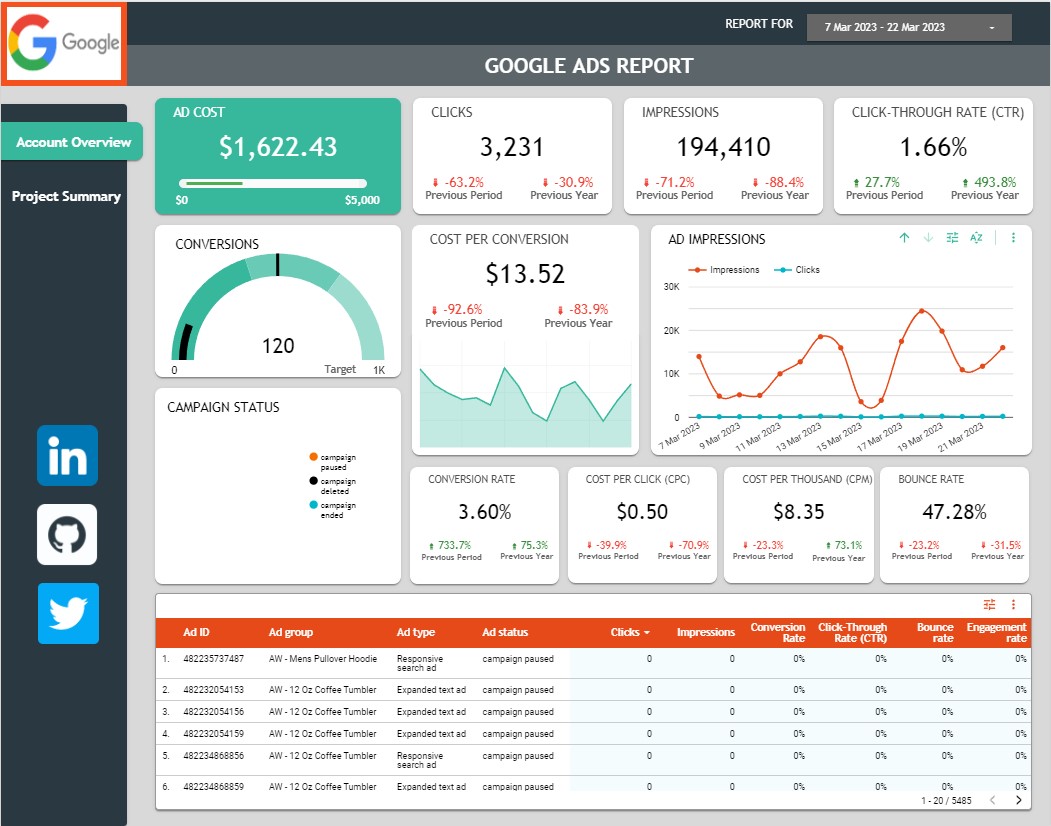 Google
REPORT FOR
7 Mar 2023 - 22 Mar 2023
GOOGLE ADS REPORT
Account Overview
Project Summary
in
AD COST
$1,622.43
$0 $5,000
CLICKS
3,231
-63.2% -30.9%
Previous Period Previous Year
IMPRESSIONS
194,410
-71.2% -88.4%
Previous Period Previous Year
CLICK-THROUGH RATE (CTR)
1.66%
27.7% 493.8%
Previous Period Previous Year
CONVERSIONS
120
0 Target 1K
COST PER CONVERSION
$13.52
-92.6% -83.9%
Previous Period Previous Year
AD IMPRESSIONS
Impressions Clicks
30K
20K
10K
0
7 Mar 2023 9 Mar 2023 11 Mar 2023 13 Mar 2023 15 Mar 2023 17 Mar 2023 19 Mar 2023 21 Mar 2023
CAMPAIGN STATUS
campaign
paused
campaign
deleted
campaign
ended
CONVERSION RATE
3.60%
733.7% 75.3%
Previous Period Previous Year
COST PER CLICK (CPC)
$0.50
-39.9% -70.9%
Previous Period Previous Year
COST PER THOUSAND (CPM)
$8.35
-23.3% 73.1%
Previous Period Previous Year
BOUNCE RATE
47.28%
-23.2% -31.5%
Previous Period Previous Year
Ad ID Ad group Ad type Ad status Clicks Impressions Conversion Rate Click-Through Rate (CTR) Bounce rate Engagement rate
1. 482235737487 AW - Mens Pullover Hoodie Responsive search ad campaign paused 0 0 0% 0% 0% 0%
2. 482232054153 AW - 12 Oz Coffee Tumbler Expanded text ad campaign paused 0 0 0% 0% 0% 0%
3. 482232054156 AW - 12 Oz Coffee Tumbler Expanded text ad campaign paused 0 0 0% 0% 0% 0%
4. 482232054159 AW - 12 Oz Coffee Tumbler Expanded text ad campaign paused 0 0 0% 0% 0% 0%
5. 482234868856 AW - 12 Oz Coffee Tumbler Responsive search ad campaign paused 0 0 0% 0% 0% 0%
6. 482234868859 AW - 12 Oz Coffee Tumbler Expanded text ad campaign paused 0 0 0% 0% 0% 0%
1 - 20 / 5485